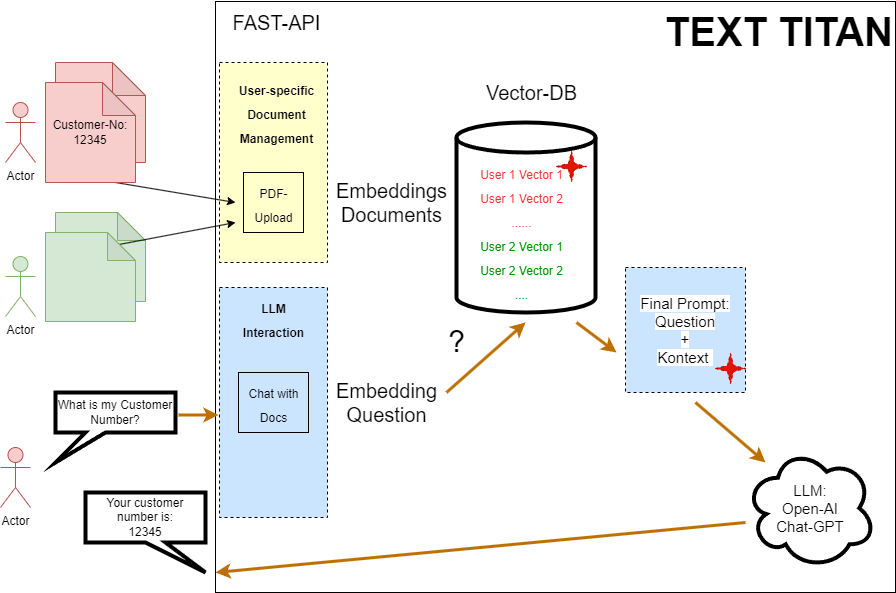 FAST-API
TEXT TITAN
User-specific
Document
Management
PDF-
Upload
Customer-No:
12345
Actor
Actor
Embeddings
Documents
Vector-DB
User 1 Vector 1
User 1 Vector 2
......
User 2 Vector 1
User 2 Vector 2
....
LLM
Interaction
Chat with
Docs
Embedding
Question
?
Final Prompt:
Question
+
Kontext
What is my Customer
Number?
Actor
Your customer
number is:
12345
LLM:
Open-AI
Chat-GPT